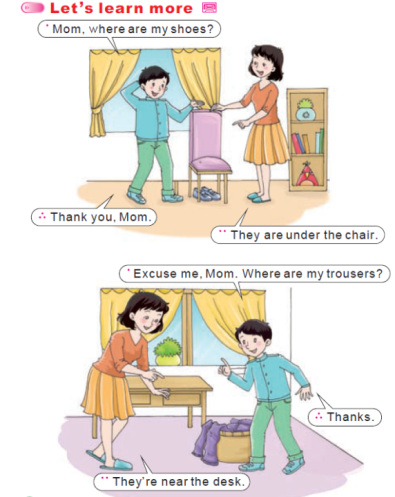 Let's learn more
Mom, where are my shoes?
Thank you, Mom.
They are under the chair.
Excuse me, Mom. Where are my trousers?
Thanks.
They're near the desk.